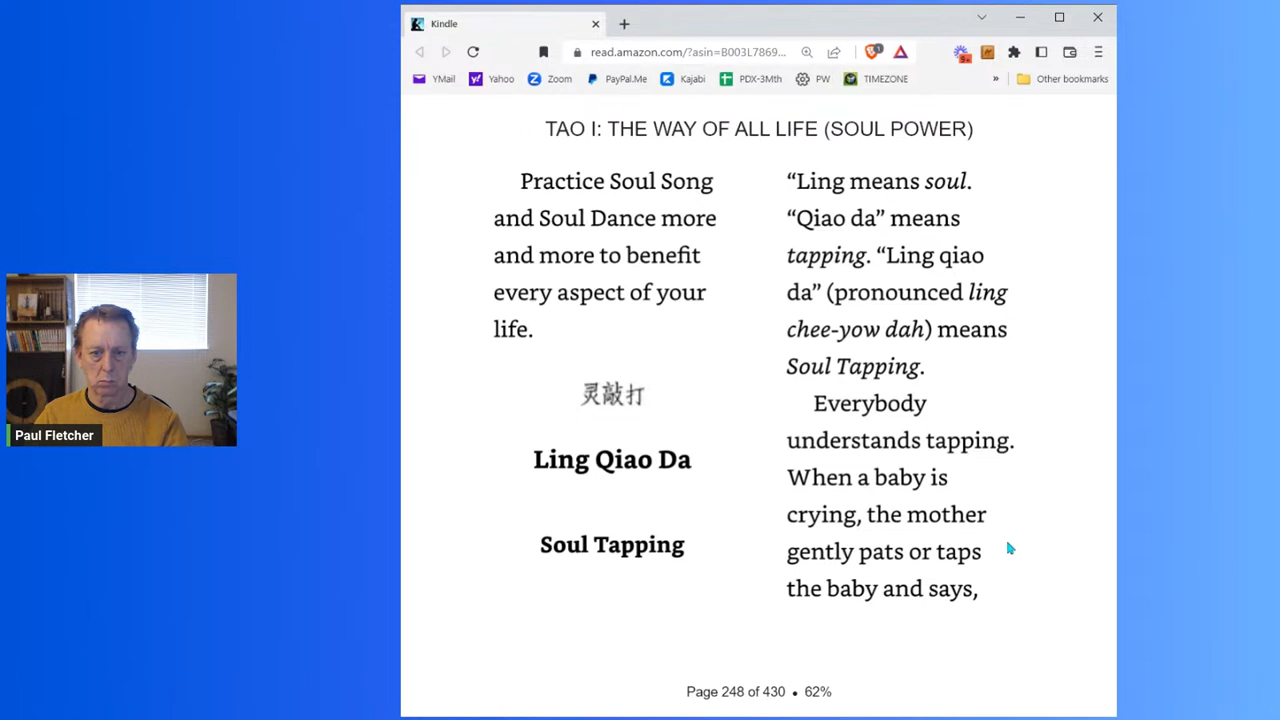 Kindle
read.amazon.com/?asin=B003L7869...
1
9+
YMail
Yahoo
Zoom
PayPal.Me
Kajabi
PDX-3Mth
PW
TIMEZONE
»
Other bookmarks
TAO I: THE WAY OF ALL LIFE (SOUL POWER)
Practice Soul Song
and Soul Dance more
and more to benefit
every aspect of your
life.
灵敲打
Ling Qiao Da
Soul Tapping
“Ling means soul.
“Qiao da” means
tapping. “Ling qiao
da” (pronounced ling
chee-yow dah) means
Soul Tapping.
Everybody
understands tapping.
When a baby is
crying, the mother
gently pats or taps
the baby and says,
Page 248 of 430 • 62%
Paul Fletcher